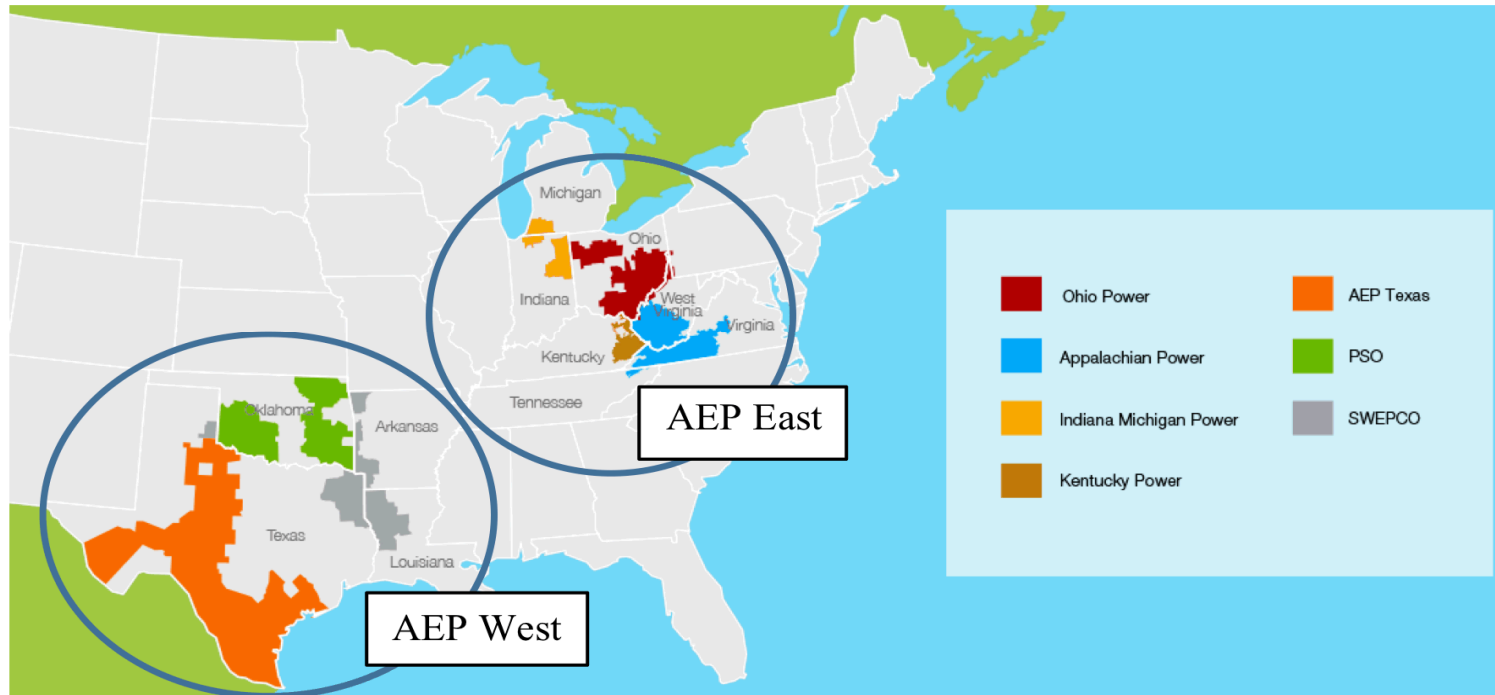 Michigan
Ohio
Indiana
West
Virginia
Virginia
Kentucky
Tennessee
AEP East
Oklahoma
Arkansas
Texas
Louisiana
AEP West
Ohio Power
AEP Texas
Appalachian Power
PSO
Indiana Michigan Power
SWEPCO
Kentucky Power